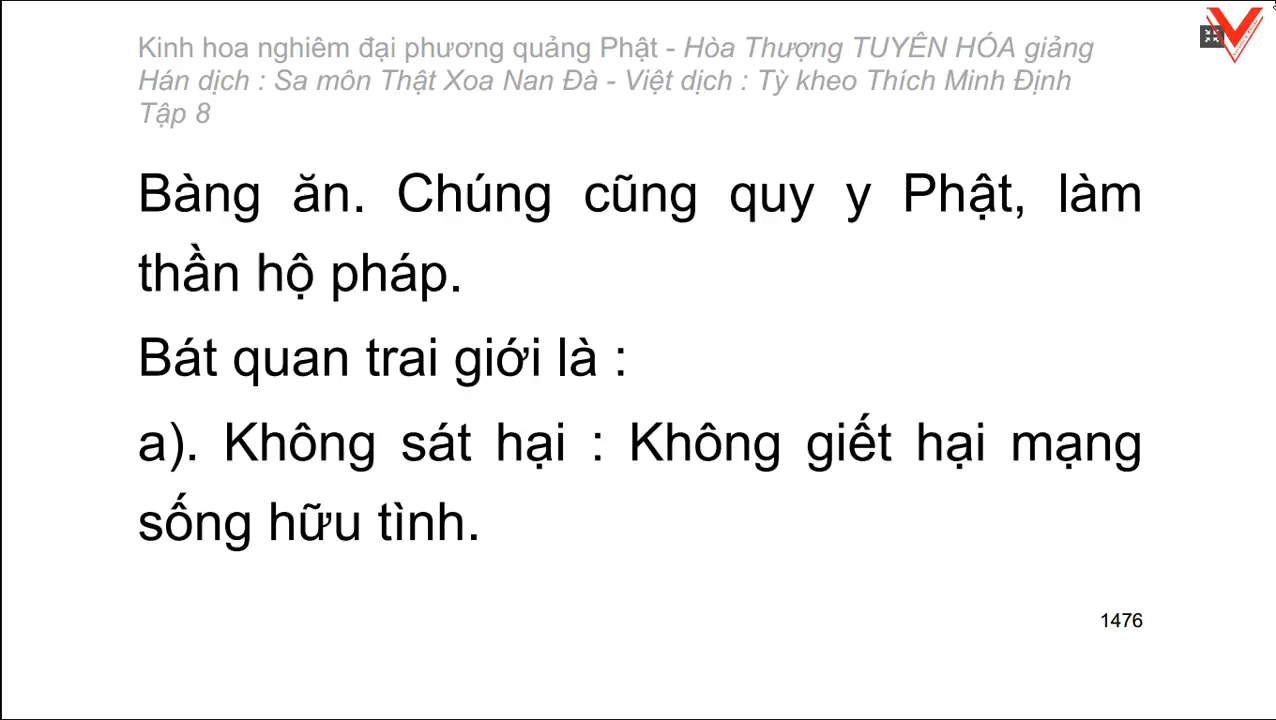 Kinh hoa nghiêm đại phương quảng Phật - Hòa Thượng TUYÊN HÓA giảng
Hán dịch : Sa môn Thật Xoa Nan Đà - Việt dịch : Tỳ kheo Thích Minh Định
Tập 8
Bàng ăn. Chúng cũng quy y Phật, làm
thần hộ pháp.
Bát quan trai giới là :
a). Không sát hại : Không giết hại mạng
sống hữu tình.
1476